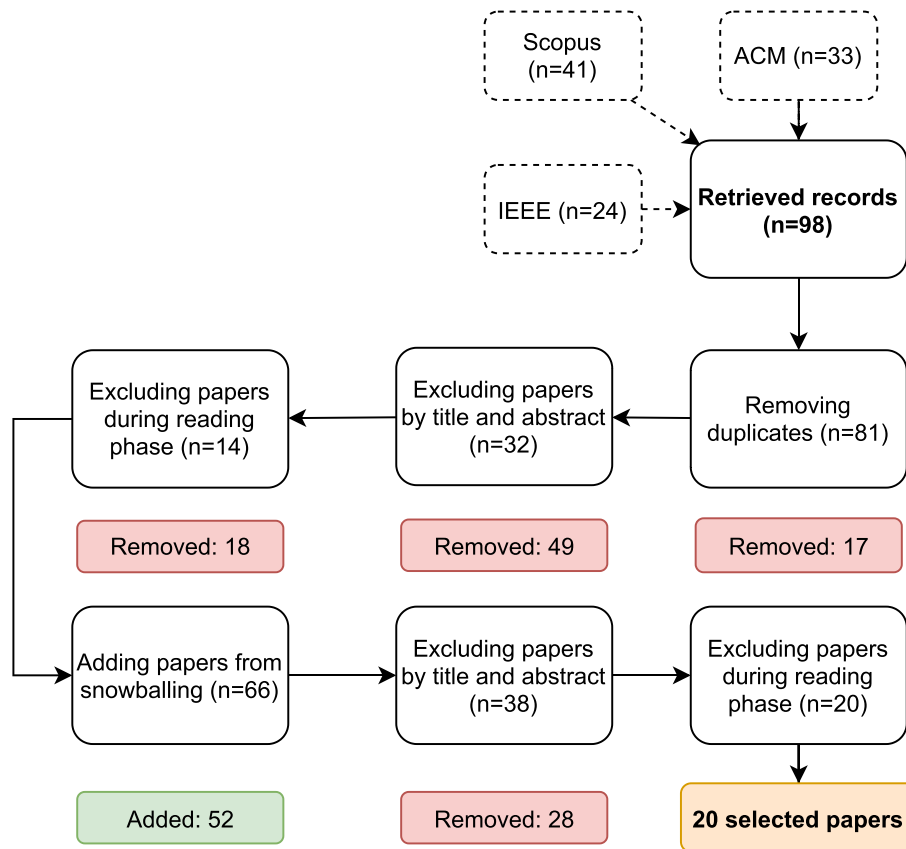 Scopus
(n=41)
ACM (n=33)
IEEE (n=24)
Retrieved records
(n=98)
Excluding papers
during reading
phase (n=14)
Excluding papers
by title and abstract
(n=32)
Removing
duplicates (n=81)
Removed: 18
Removed: 49
Removed: 17
Adding papers from
snowballing (n=66)
Excluding papers
by title and abstract
(n=38)
Excluding papers
during reading
phase (n=20)
Added: 52
Removed: 28
20 selected papers